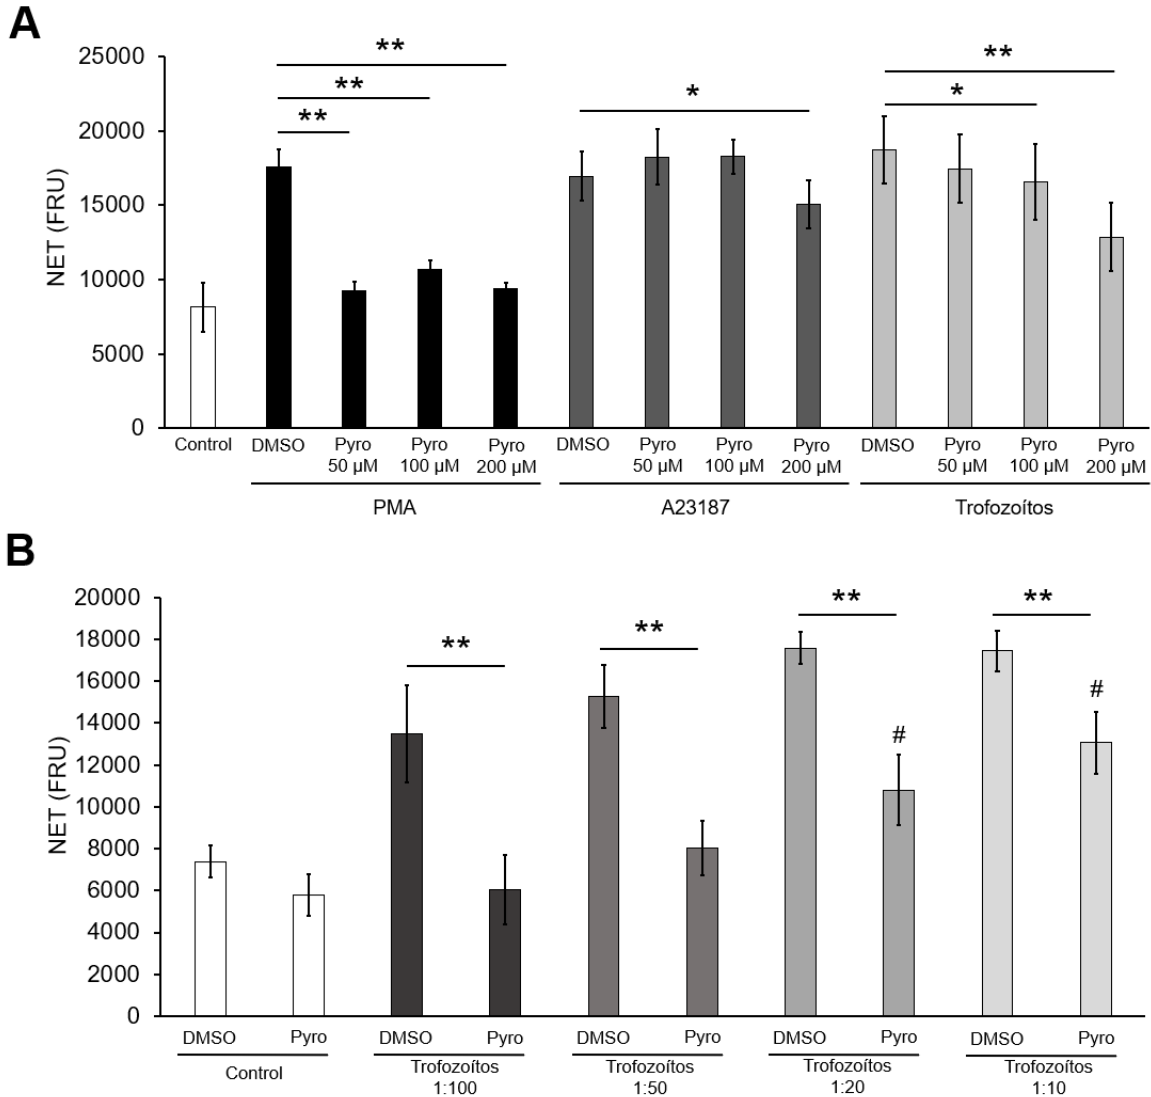 A
25000
20000
15000
10000
5000
0
NET (FRU)
** ** **
*
** *
Control DMSO Pyro 50 µM Pyro 100 µM Pyro 200 µM DMSO Pyro 50 µM Pyro 100 µM Pyro 200 µM DMSO Pyro 50 µM Pyro 100 µM Pyro 200 µM
PMA A23187 Trofozoítos
B
20000
18000
16000
14000
12000
10000
8000
6000
4000
2000
0
NET (FRU)
** ** ** **
# #
DMSO Pyro DMSO Pyro DMSO Pyro DMSO Pyro DMSO Pyro
Control Trofozoítos 1:100 Trofozoítos 1:50 Trofozoítos 1:20 Trofozoítos 1:10